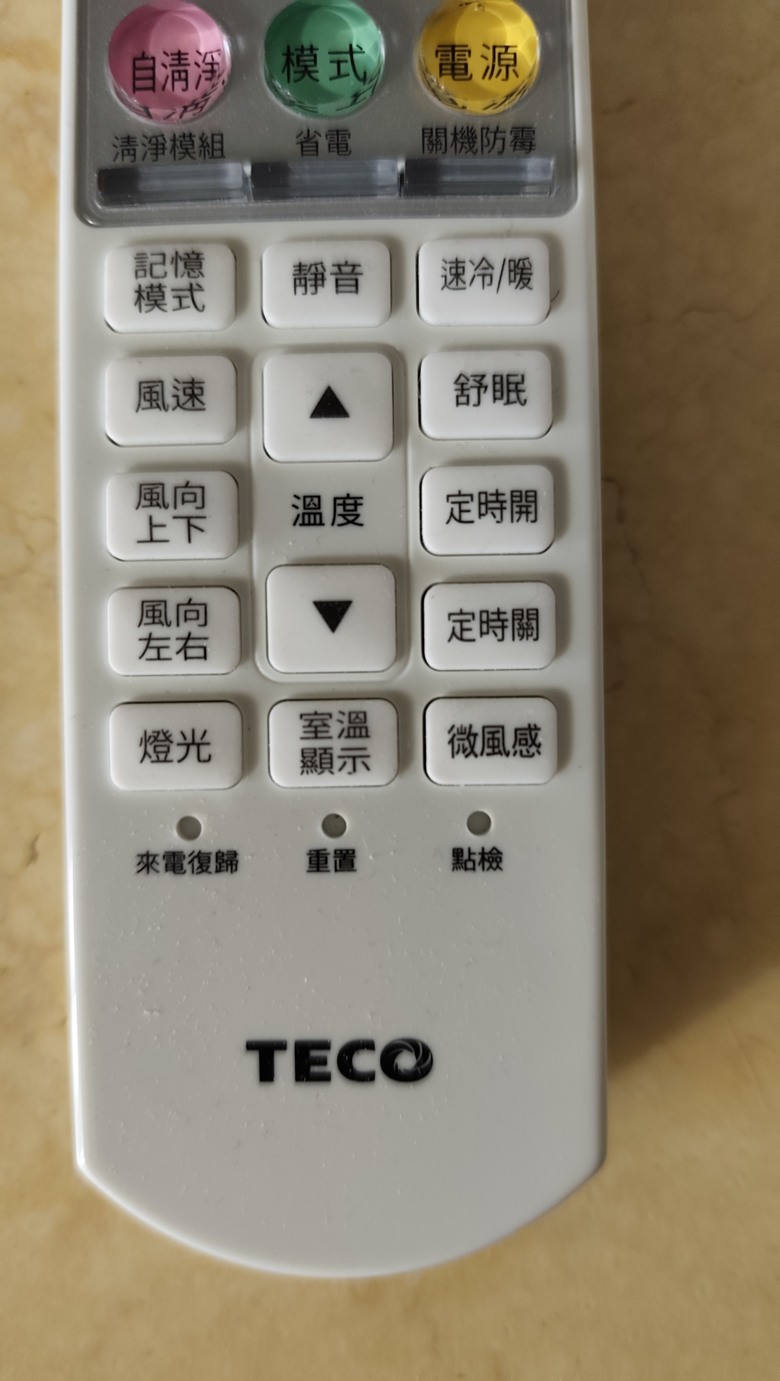 自清淨 模式 電源
清淨模組 省電 關機防霉
記憶 靜音 速冷/暖
模式
風速 ▲ 舒眠
風向 溫度 定時開
上下
風向 ▼ 定時關
左右
燈光 室溫 微風感
顯示
來電復歸 重置 點檢
TECO